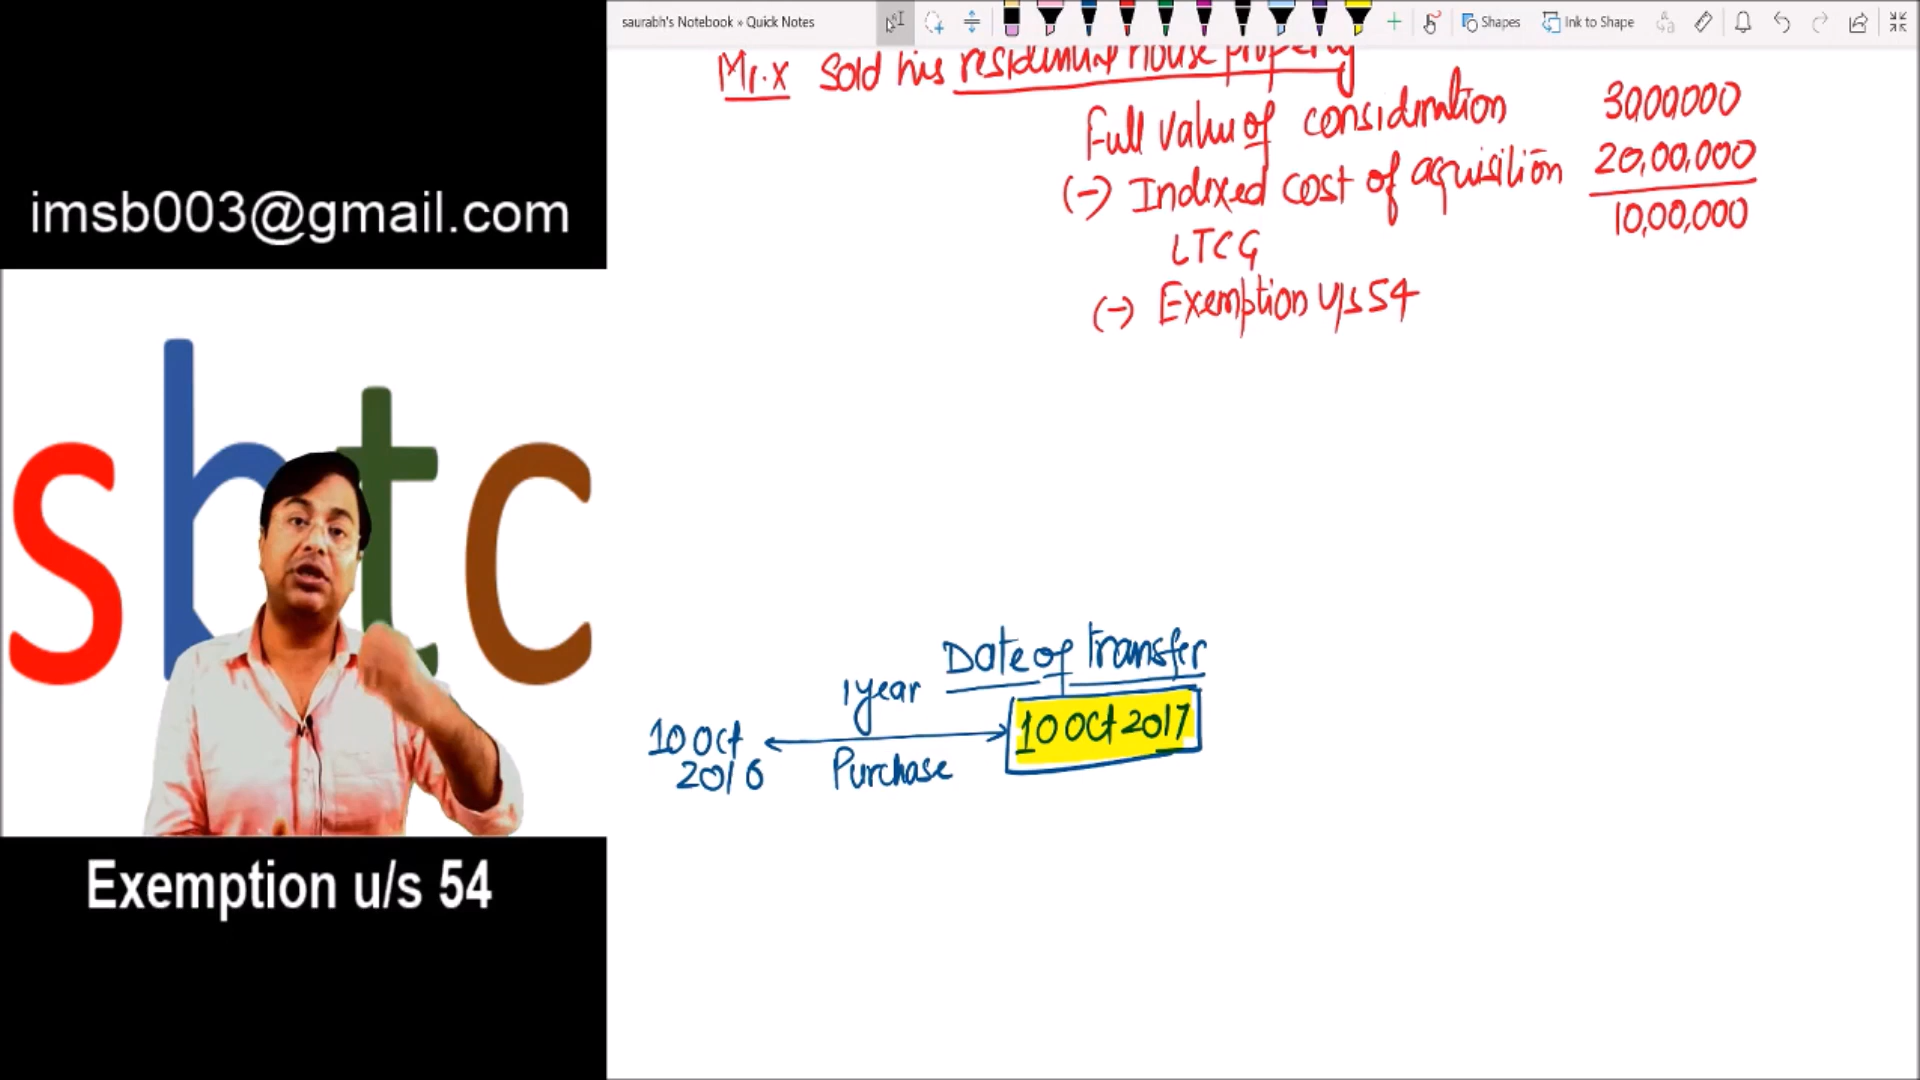 saurabh's Notebook » Quick Notes
Shapes
Ink to Shape
imsb003@gmail.com
Mr.X Sold his residential house property
Full Value of consideration 3000000
(-) Indexed cost of acquisition 20,00,000
LTCG 10,00,000
(-) Exemption u/s 54
sbtc
Date of transfer
1 year
10 Oct 2017
10 Oct
2016
Purchase
Exemption u/s 54